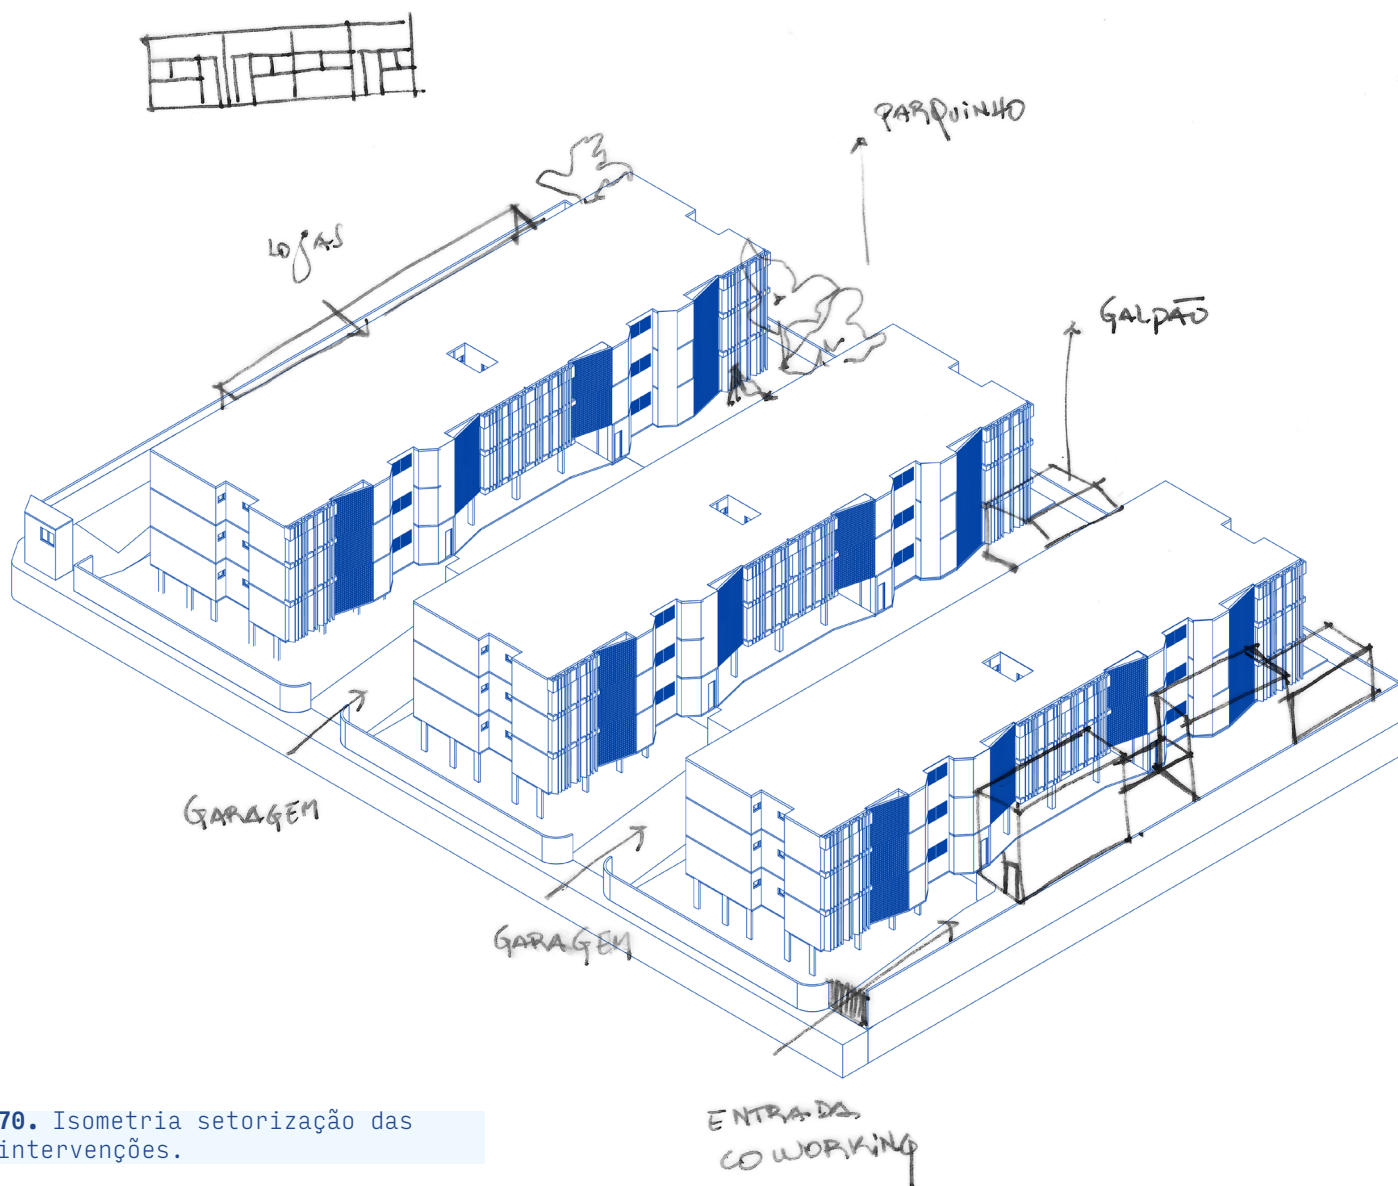 PARQUINHO
LOJAS
GALPÃO
GARAGEM
GARAGEM
ENTRADA
COWORKING
70. Isometria setorização das
intervenções.